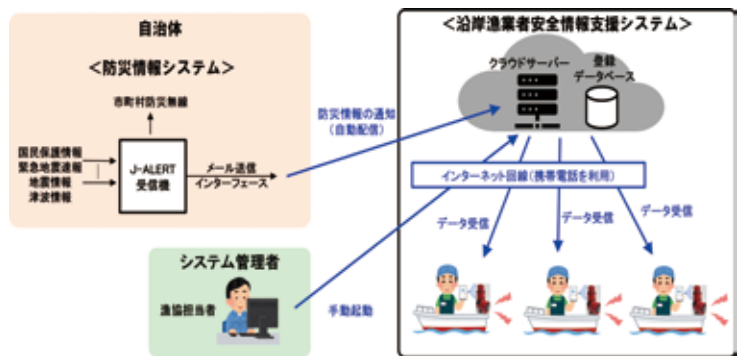 自治体
＜防災情報システム＞
市町村防災無線
国民保護情報
緊急地震速報
地震情報
津波情報
J-ALERT
受信機
メール送信
インターフェース
防災情報の通知
（自動配信）
システム管理者
漁協担当者
手動起動
＜沿岸漁業者安全情報支援システム＞
クラウドサーバー
登録
データベース
インターネット回線（携帯電話を利用）
データ受信
データ受信
データ受信